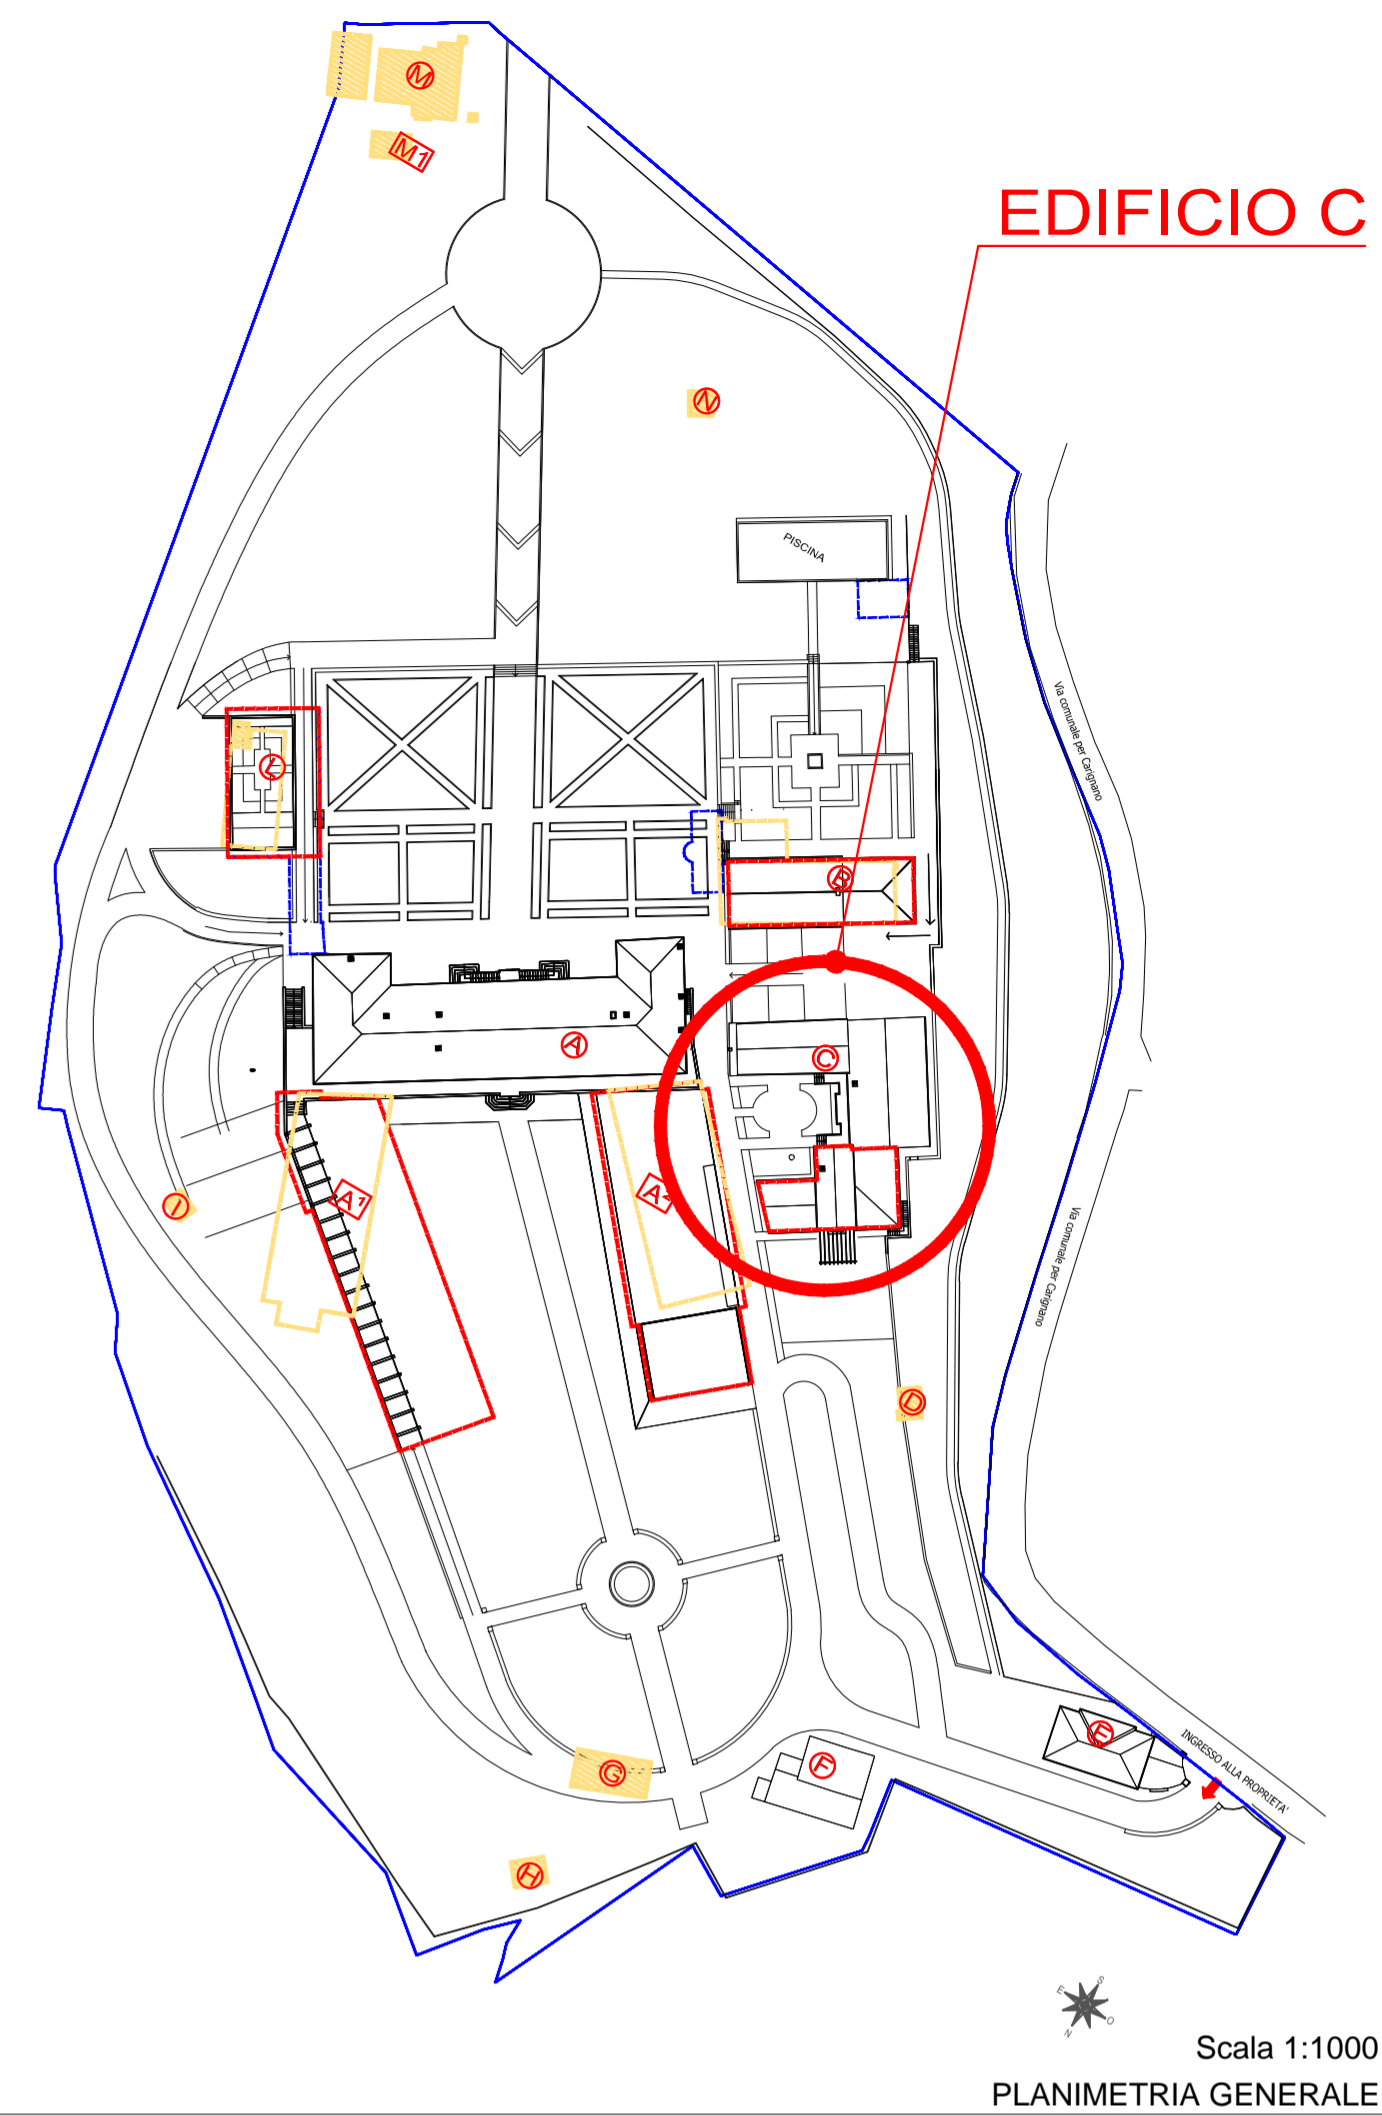 M
M1
EDIFICIO C
N
PISCINA
Via comunale per Carignano
L
B
A
C
I
A1
A2
Via comunale per Carignano
D
E
INGRESSO ALLA PROPRIETA'
F
G
H
E
S
N
O
Scala 1:1000
PLANIMETRIA GENERALE